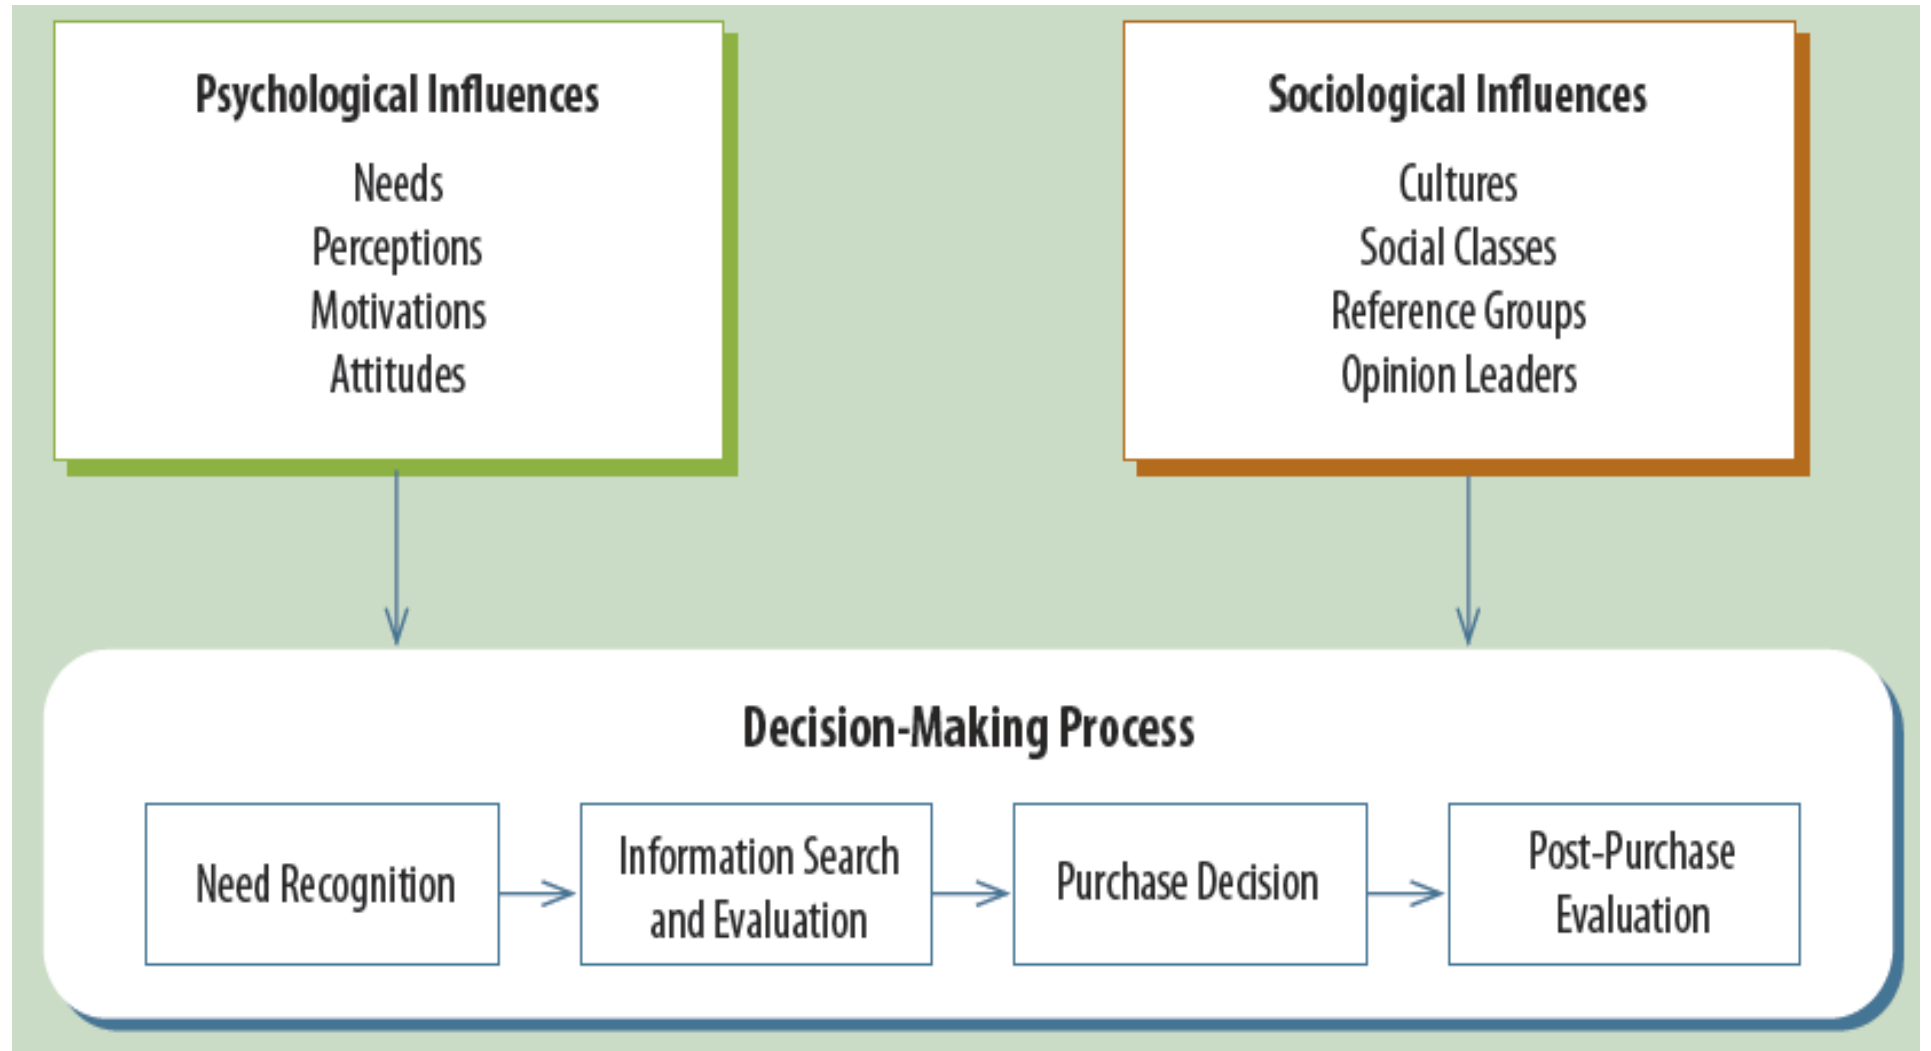 Psychological Influences
Needs
Perceptions
Motivations
Attitudes
Sociological Influences
Cultures
Social Classes
Reference Groups
Opinion Leaders
Decision-Making Process
Need Recognition
Information Search
and Evaluation
Purchase Decision
Post-Purchase
Evaluation